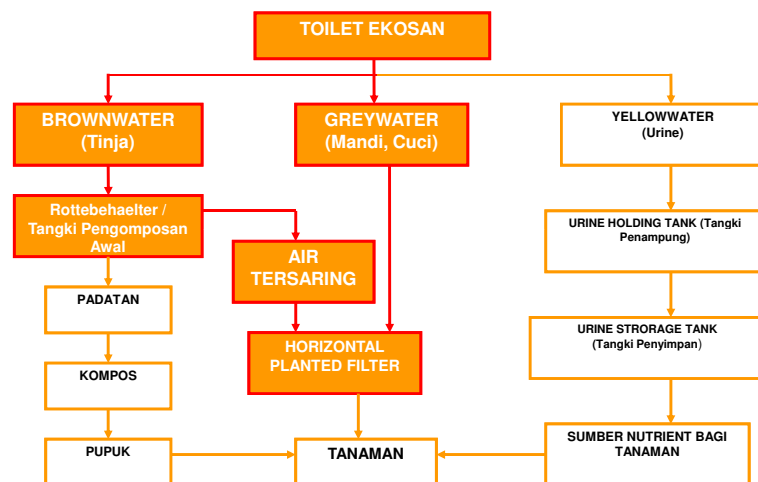 TOILET EKOSAN
BROWNWATER
(Tinja)
GREYWATER
(Mandi, Cuci)
YELLOWWATER
(Urine)
Rottebehaelter /
Tangki Pengomposan
Awal
URINE HOLDING TANK (Tangki
Penampung)
AIR
TERSARING
PADATAN
URINE STRORAGE TANK
(Tangki Penyimpan)
HORIZONTAL
PLANTED FILTER
KOMPOS
PUPUK
TANAMAN
SUMBER NUTRIENT BAGI
TANAMAN